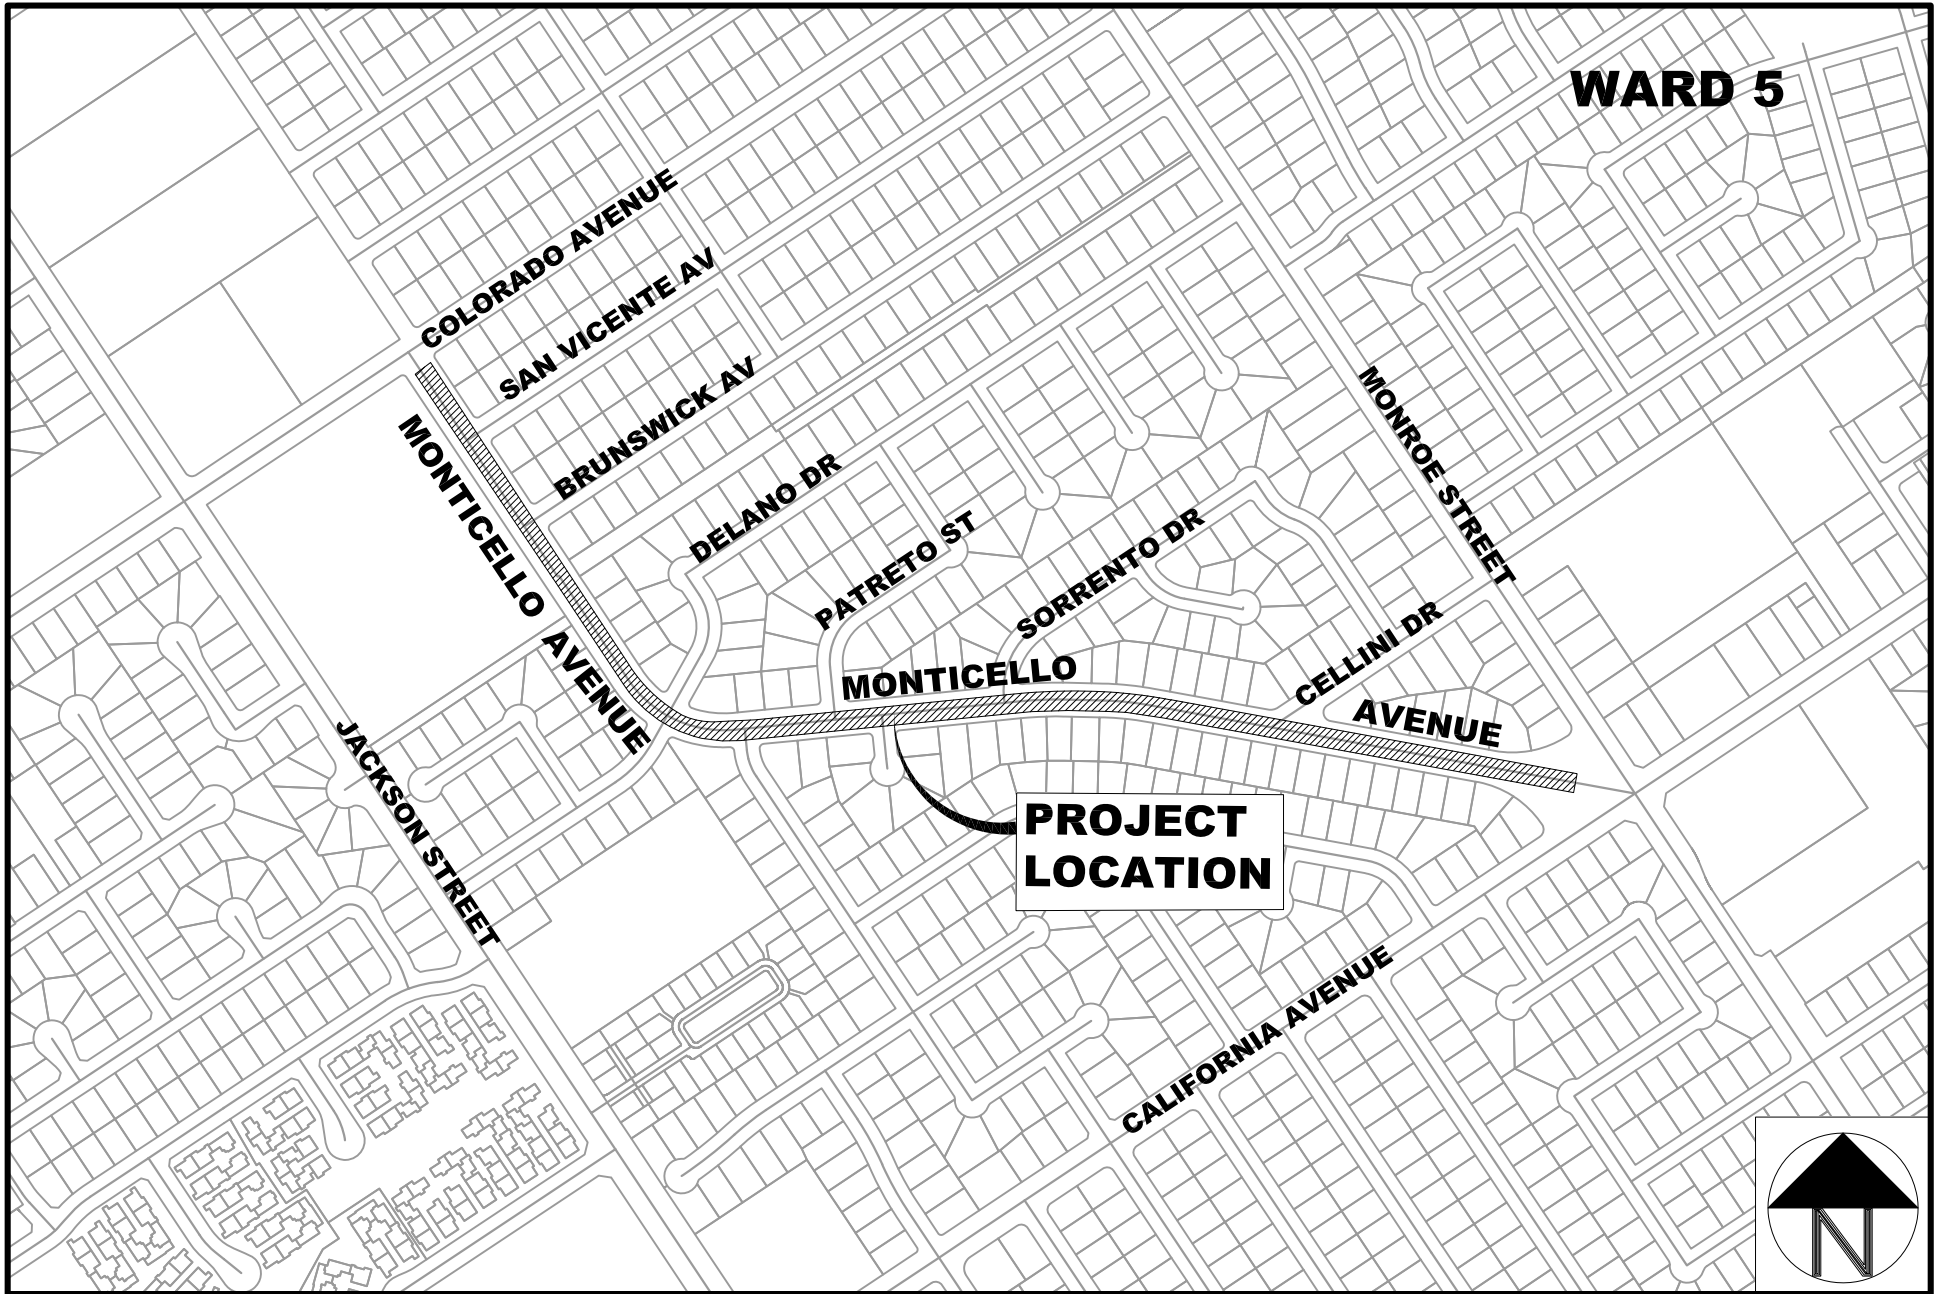 WARD 5
COLORADO AVENUE
SAN VICENTE AV
BRUNSWICK AV
MONTICELLO AVENUE
DELANO DR
PATRETO ST
SORRENTO DR
MONROE STREET
CELLINI DR
MONTICELLO
AVENUE
JACKSON STREET
PROJECT
LOCATION
CALIFORNIA AVENUE
N